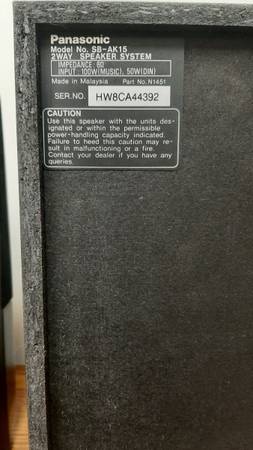 Panasonic
Model No. SB-AK15
2WAY SPEAKER SYSTEM
IMPEDANCE: 6Ω
INPUT: 100W(MUSIC), 50W(DIN)
Made in Malaysia Part No.N1451
SER.NO. HW8CA44392
CAUTION
Use this speaker with the units des-
ignated or within the permissible
power-handling capacity indicated.
Failure to heed this caution may re-
sult in malfunctioning or a fire.
Contact your dealer if you have any
queries.